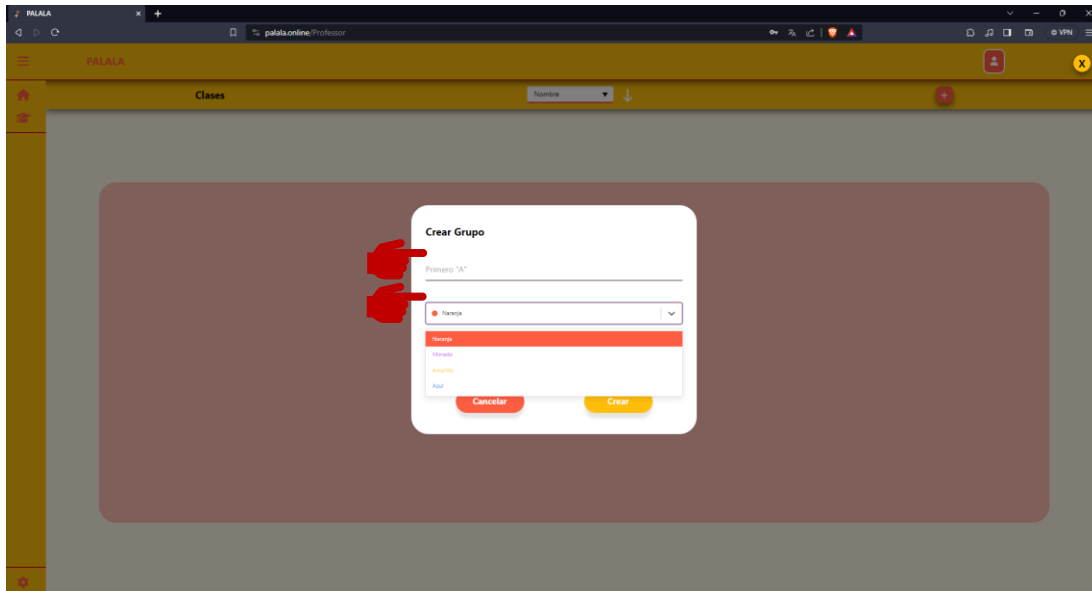 PALALA
palala.online/Professor
VPN
PALALA
X
Clases
Nombre
Crear Grupo
Primero "A"
Naranja
Naranja
Morado
Amarillo
Azul
Cancelar
Crear